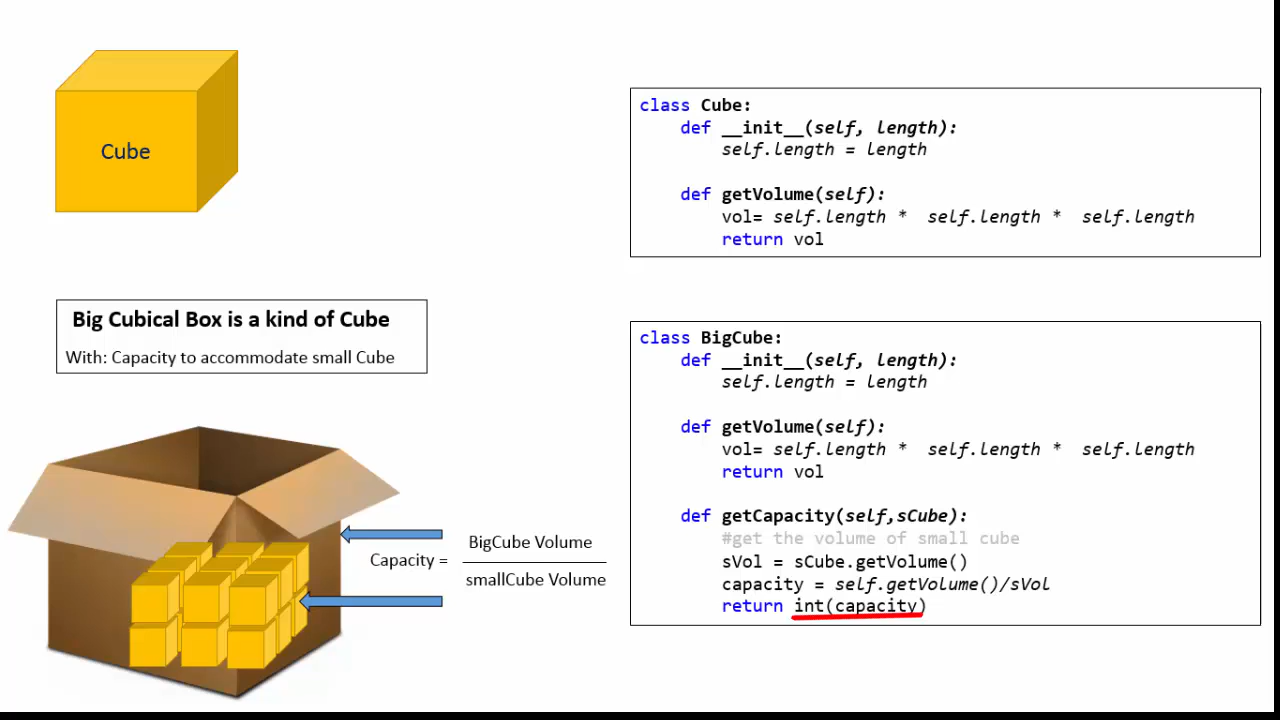 Cube
Big Cubical Box is a kind of Cube
With: Capacity to accommodate small Cube
Capacity =
BigCube Volume
smallCube Volume
class Cube:
    def __init__(self, length):
        self.length = length

    def getVolume(self):
        vol= self.length *  self.length *  self.length
        return vol
class BigCube:
    def __init__(self, length):
        self.length = length

    def getVolume(self):
        vol= self.length *  self.length *  self.length
        return vol

    def getCapacity(self,sCube):
        #get the volume of small cube
        sVol = sCube.getVolume()
        capacity = self.getVolume()/sVol
        return int(capacity)